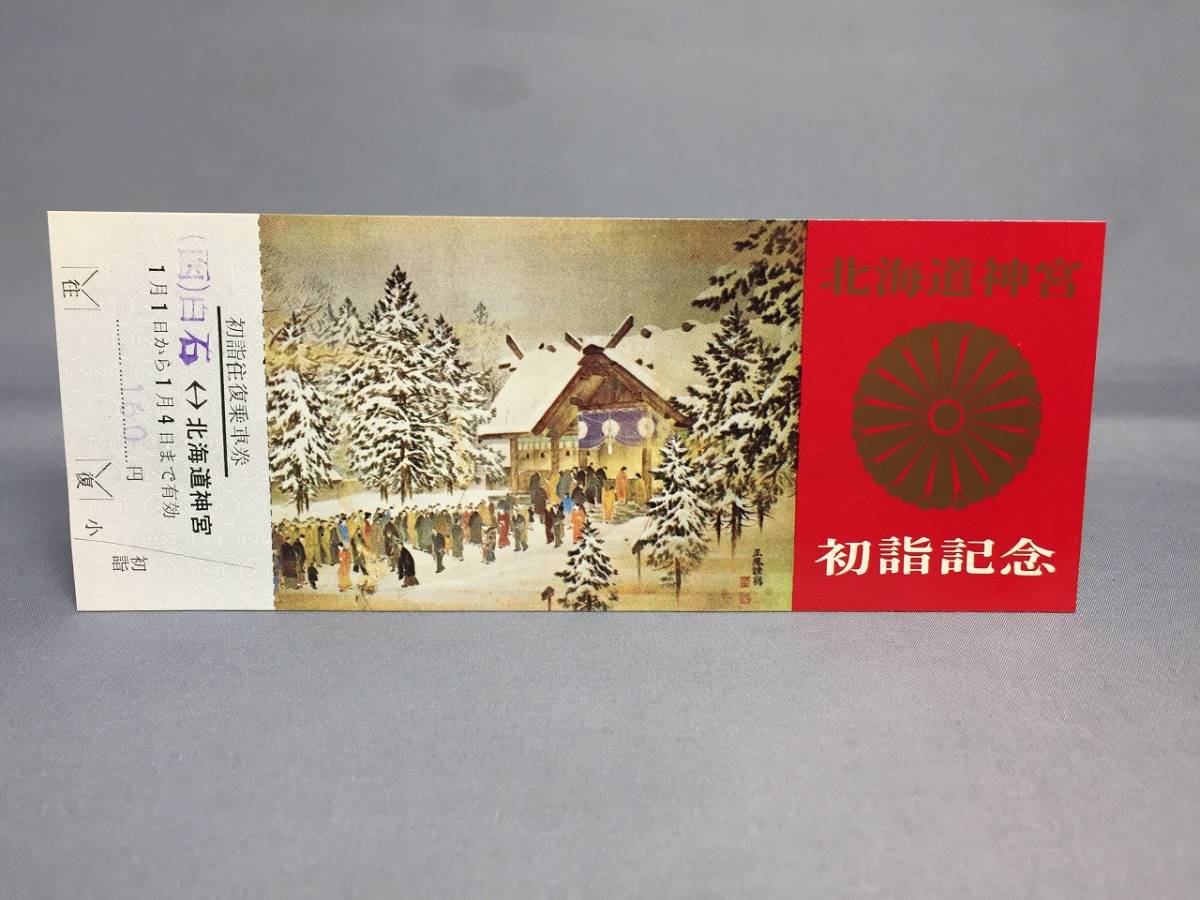 初詣往復乗車券
(函)白石 ↔ 北海道神宮
1月1日から1月4日まで有効
160円
往
復
小
初詣
北海道神宮
初詣記念